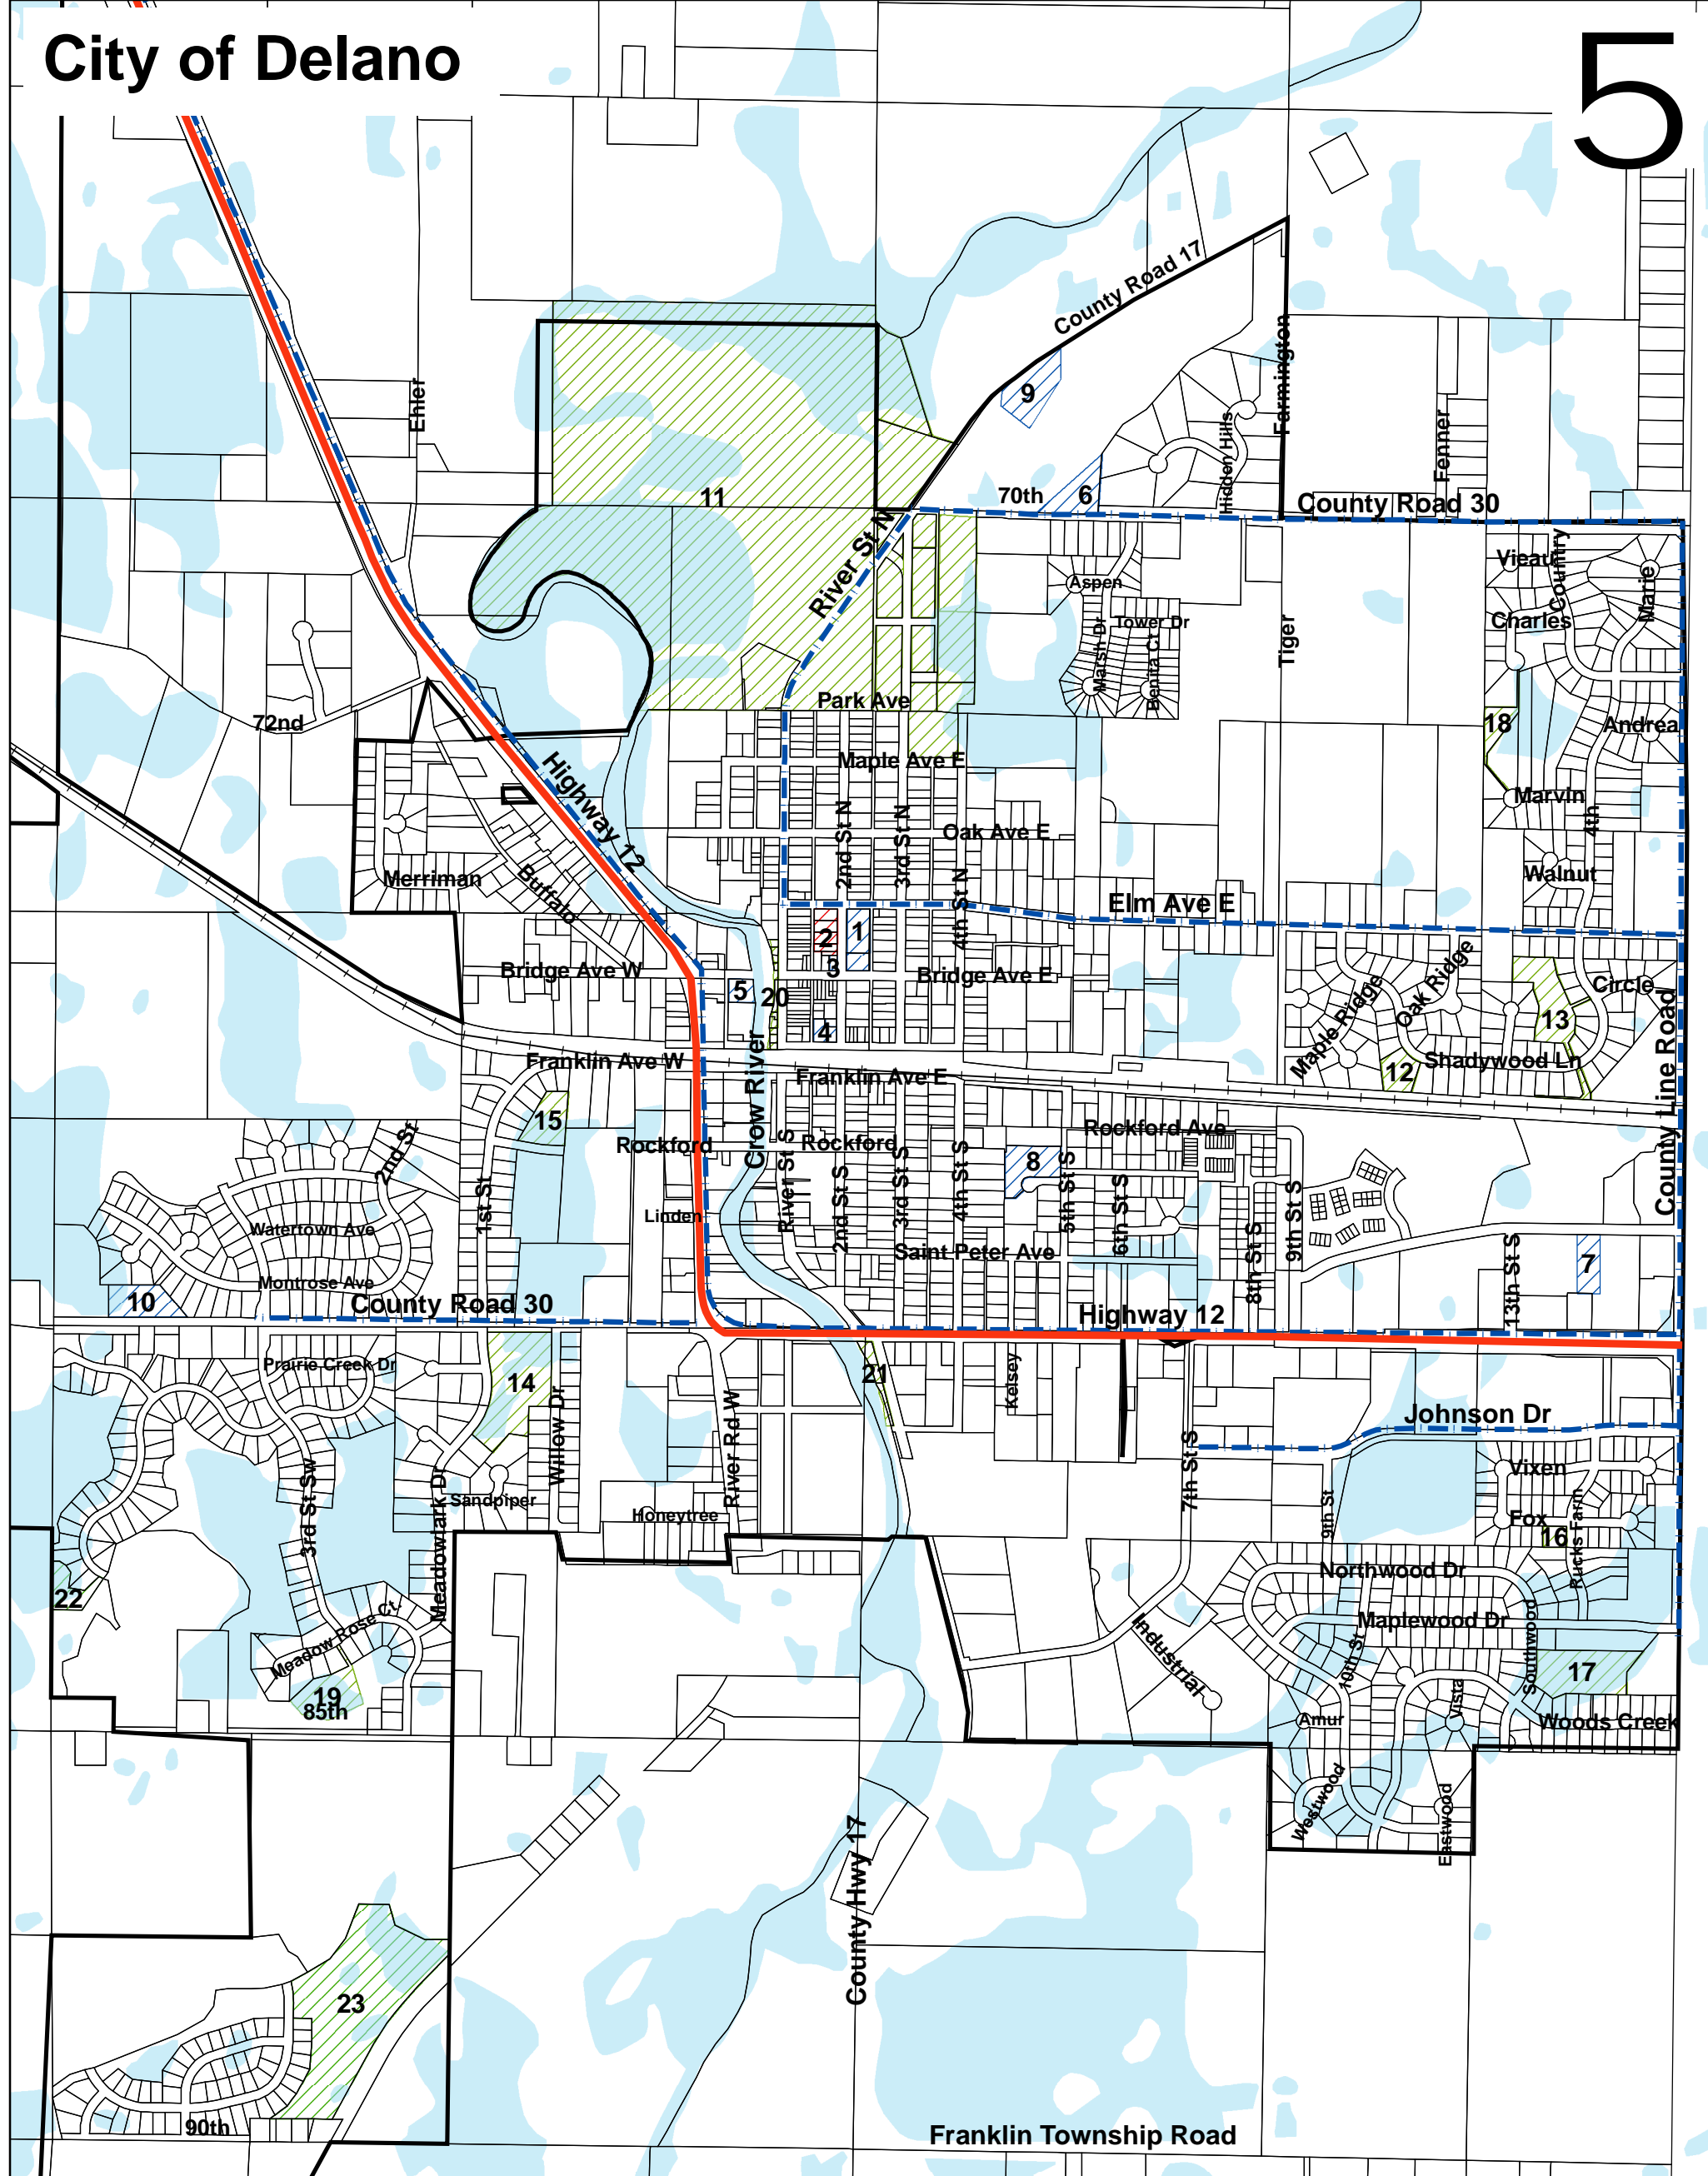 City of Delano
5
County Road 17
Ehler
Farmington
9
Hidden Hills
Fenner
11
70th
6
County Road 30
River St N
Vieau
Country
Marie
Aspen
Charles
Tower Dr
Tiger
Marsh Dr
Benita Ct
Park Ave
72nd
18
Andrea
Maple Ave E
Highway 12
Marvin
4th
Oak Ave E
2nd St N
3rd St N
Merriman
Buffalo
Walnut
4th St N
Elm Ave E
2
1
3
Bridge Ave W
Bridge Ave E
5
20
4
Maple Ridge
Oak Ridge
Circle
13
County Line Road
Crow River
Franklin Ave W
Franklin Ave E
12
Shadywood Ln
15
Rockford
Rockford
Rockford Ave
2nd St
8
1st St
River St S
2nd St S
3rd St S
4th St S
5th St S
6th St S
8th St S
9th St S
13th St S
Linden
Watertown Ave
Saint Peter Ave
7
Montrose Ave
10
County Road 30
Highway 12
Prairie Creek Dr
14
21
Kelsey
Willow Dr
River Rd W
Johnson Dr
3rd St Sw
Meadowlark Dr
Sandpiper
Honeytree
7th St S
9th St
Vixen
Fox
16
Rucks Farm
22
Northwood Dr
Meadow Rose Ct.
Maplewood Dr
Industrial
10th St
Southwood
17
19
85th
Amur
Vista
Woods Creek
Westwood
Eastwood
County Hwy 17
23
90th
Franklin Township Road